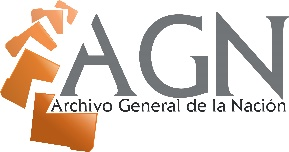 AGN
Archivo General de la Nación